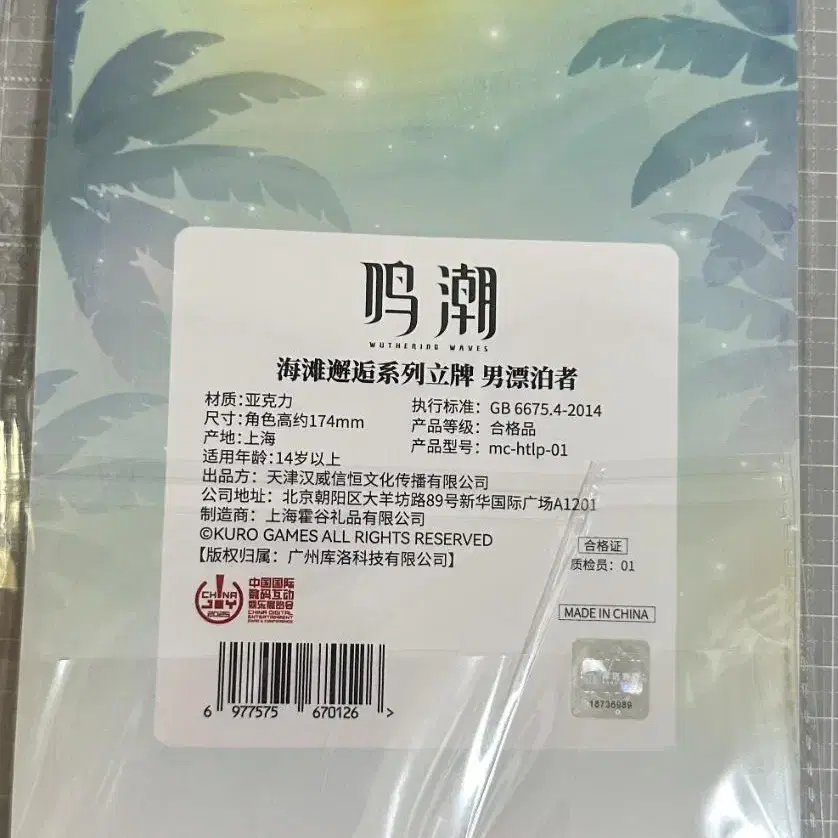 鸣潮
WUTHERING WAVES
海滩邂逅系列立牌 男漂泊者
材质：亚克力
尺寸：角色高约174mm
产地：上海
适用年龄：14岁以上
执行标准：GB 6675.4-2014
产品等级：合格品
产品型号：mc-htlp-01
出品方：天津汉威信恒文化传播有限公司
公司地址：北京朝阳区大羊坊路89号新华国际广场A1201
制造商：上海霍谷礼品有限公司
©KURO GAMES ALL RIGHTS RESERVED
【版权归属：广州库洛科技有限公司】
合格证
质检员：01
CHINA
JOY
2025
中国国际
数码互动
娱乐展览会
CHINA DIGITAL
ENTERTAINMENT
EXPO & CONFERENCE
MADE IN CHINA
6 977575 670126 >
18736989